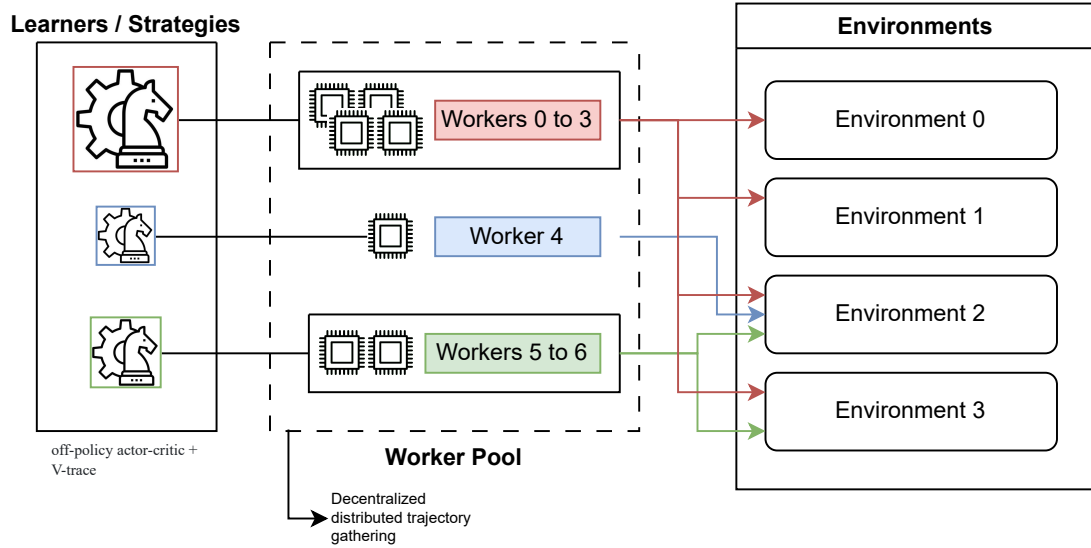 Learners / Strategies
Environments
Workers 0 to 3
Environment 0
Environment 1
Worker 4
Environment 2
Workers 5 to 6
Environment 3
off-policy actor-critic +
V-trace
Worker Pool
Decentralized
distributed trajectory
gathering